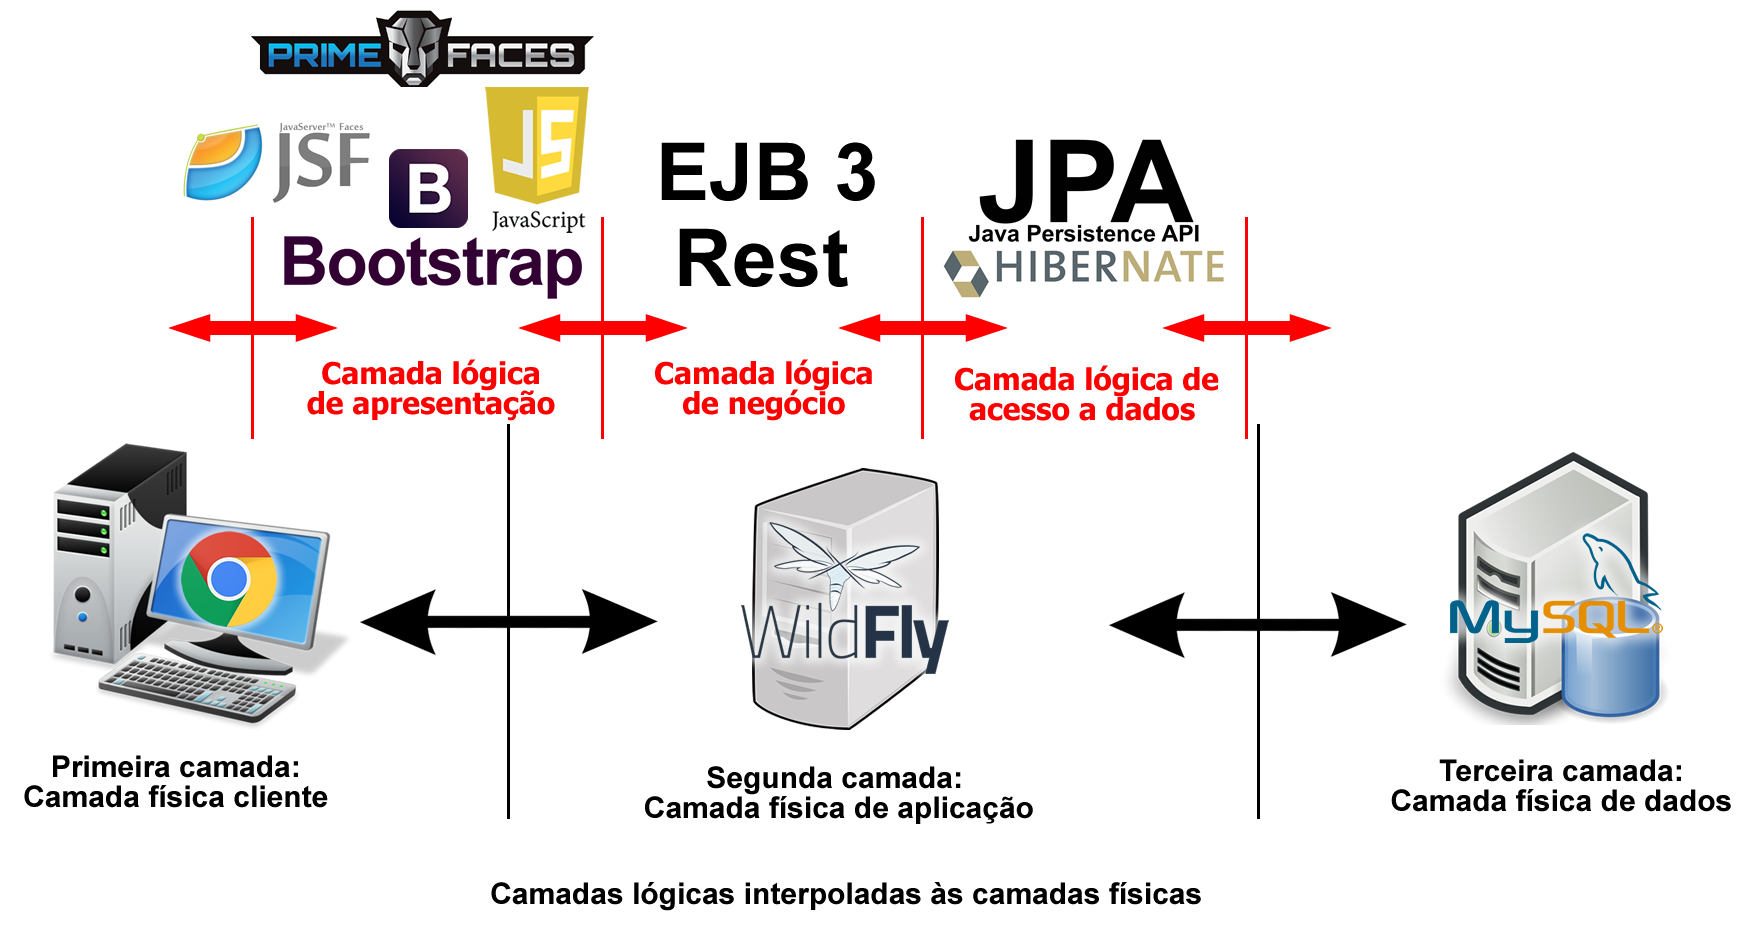 PRIME FACES
JavaServer™ Faces
JSF
B
JS
JavaScript
Bootstrap
EJB 3
Rest
JPA
Java Persistence API
HIBERNATE
Camada lógica
de apresentação
Camada lógica
de negócio
Camada lógica de
acesso a dados
WildFly
MySQL®
Primeira camada:
Camada física cliente
Segunda camada:
Camada física de aplicação
Terceira camada:
Camada física de dados
Camadas lógicas interpoladas às camadas físicas